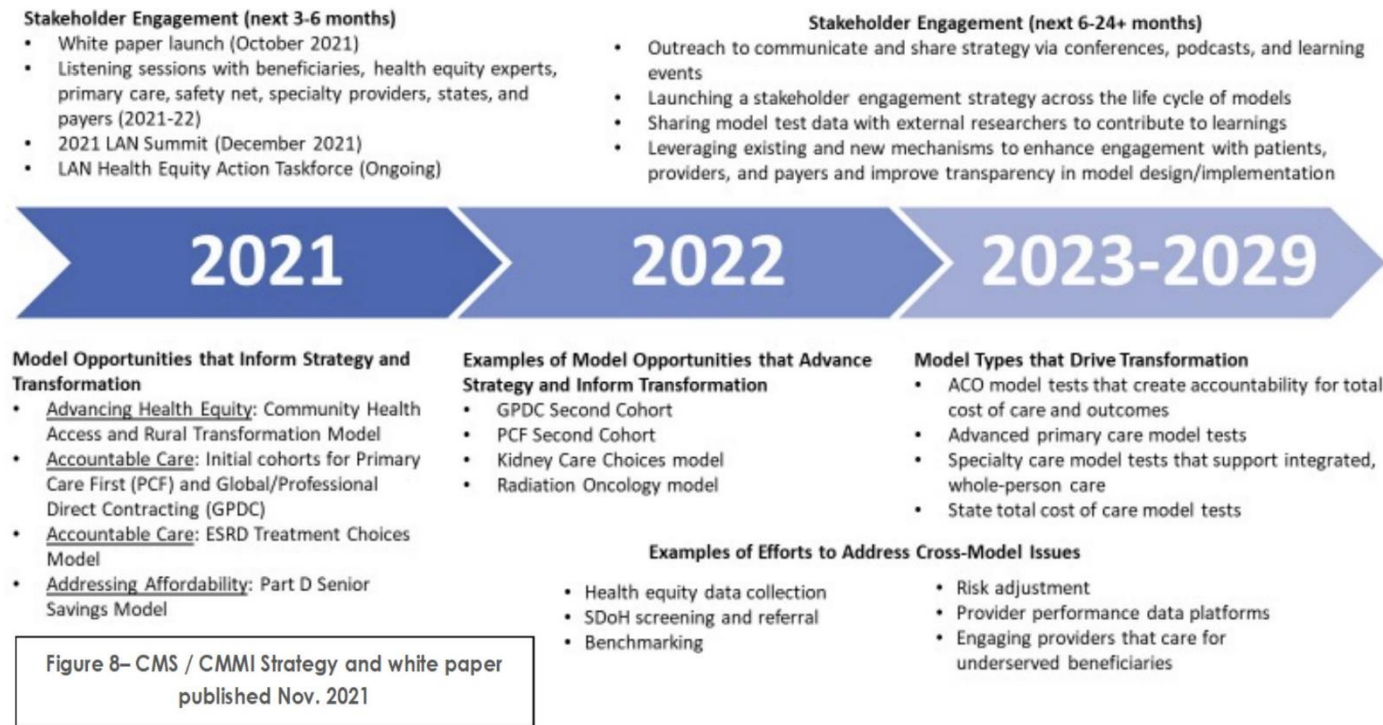 Stakeholder Engagement (next 3-6 months)
• White paper launch (October 2021)
• Listening sessions with beneficiaries, health equity experts,
primary care, safety net, specialty providers, states, and
payers (2021-22)
• 2021 LAN Summit (December 2021)
• LAN Health Equity Action Taskforce (Ongoing)
Stakeholder Engagement (next 6-24+ months)
• Outreach to communicate and share strategy via conferences, podcasts, and learning
events
• Launching a stakeholder engagement strategy across the life cycle of models
• Sharing model test data with external researchers to contribute to learnings
• Leveraging existing and new mechanisms to enhance engagement with patients,
providers, and payers and improve transparency in model design/implementation
2021
2022
2023-2029
Model Opportunities that Inform Strategy and
Transformation
• Advancing Health Equity: Community Health
Access and Rural Transformation Model
• Accountable Care: Initial cohorts for Primary
Care First (PCF) and Global/Professional
Direct Contracting (GPDC)
• Accountable Care: ESRD Treatment Choices
Model
• Addressing Affordability: Part D Senior
Savings Model
Examples of Model Opportunities that Advance
Strategy and Inform Transformation
• GPDC Second Cohort
• PCF Second Cohort
• Kidney Care Choices model
• Radiation Oncology model
Model Types that Drive Transformation
• ACO model tests that create accountability for total
cost of care and outcomes
• Advanced primary care model tests
• Specialty care model tests that support integrated,
whole-person care
• State total cost of care model tests
Examples of Efforts to Address Cross-Model Issues
• Health equity data collection
• SDoH screening and referral
• Benchmarking
• Risk adjustment
• Provider performance data platforms
• Engaging providers that care for
underserved beneficiaries
Figure 8– CMS / CMMI Strategy and white paper
published Nov. 2021